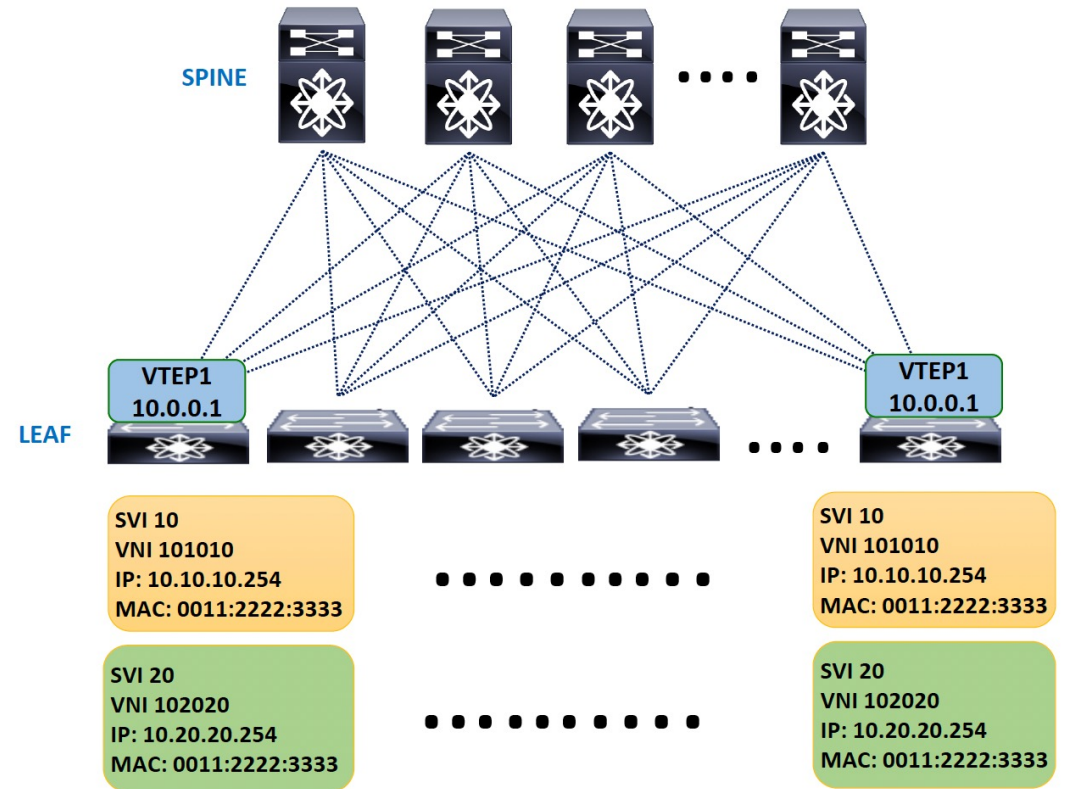 SPINE
VTEP1
10.0.0.1
VTEP1
10.0.0.1
LEAF
SVI 10
VNI 101010
IP: 10.10.10.254
MAC: 0011:2222:3333
SVI 10
VNI 101010
IP: 10.10.10.254
MAC: 0011:2222:3333
SVI 20
VNI 102020
IP: 10.20.20.254
MAC: 0011:2222:3333
SVI 20
VNI 102020
IP: 10.20.20.254
MAC: 0011:2222:3333